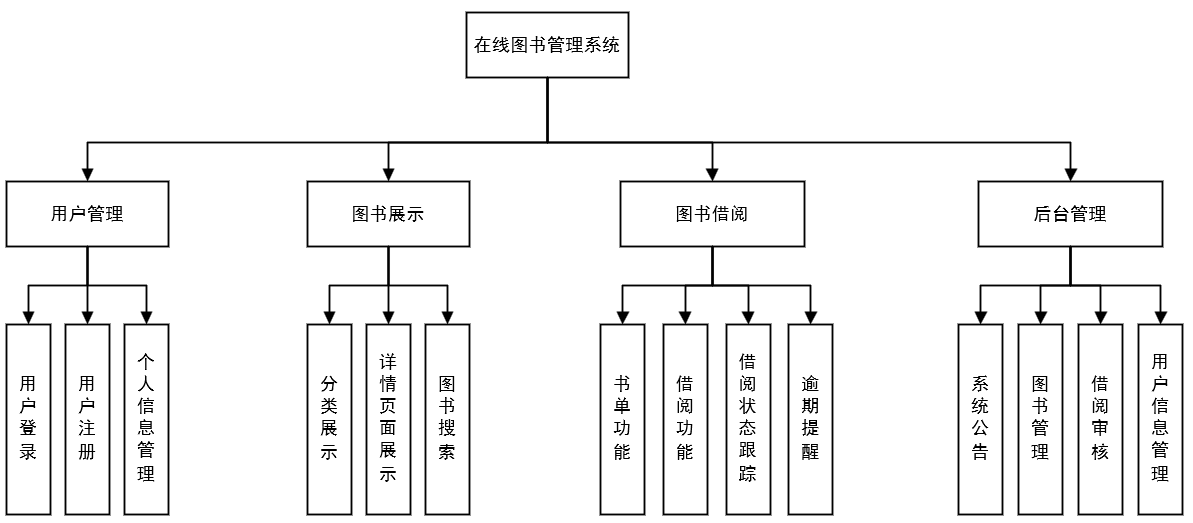 在线图书管理系统
用户管理
图书展示
图书借阅
后台管理
用户登录
用户注册
个人信息管理
分类展示
详情页面展示
图书搜索
书单功能
借阅功能
借阅状态跟踪
逾期提醒
系统公告
图书管理
借阅审核
用户信息管理